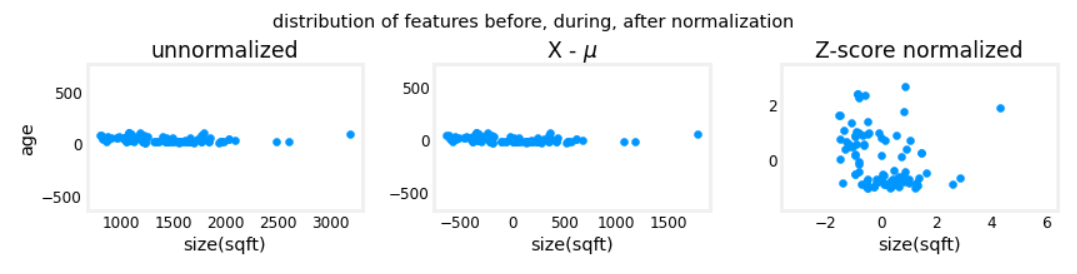 distribution of features before, during, after normalization
unnormalized
X - μ
Z-score normalized
age
500
0
−500
1000 1500 2000 2500 3000
size(sqft)
500
0
−500
−500 0 500 1000 1500
size(sqft)
2
0
−2 0 2 4 6
size(sqft)